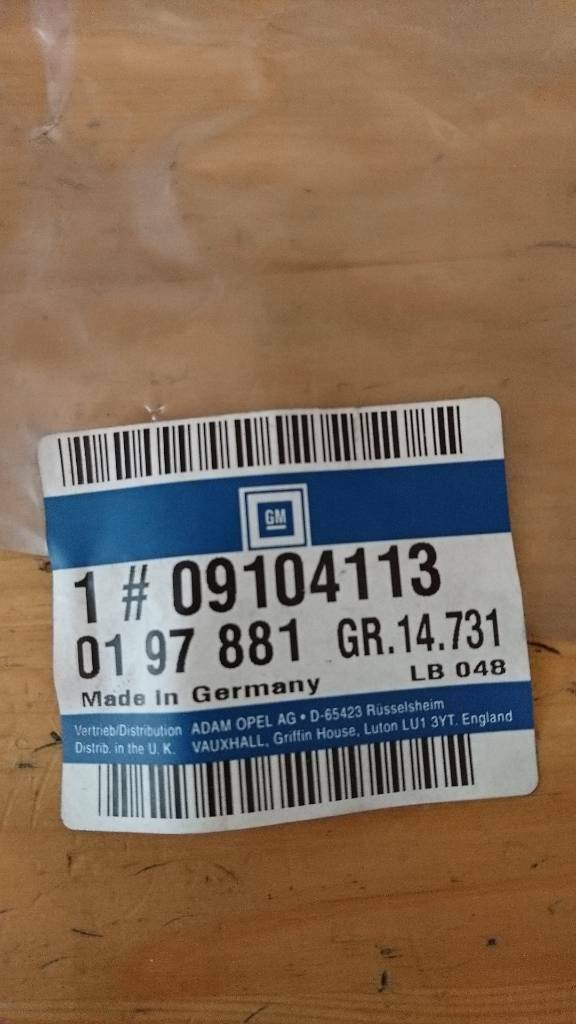 GM
1 # 09104113
01 97 881 GR.14.731
Made in Germany LB 048
Vertrieb/Distribution ADAM OPEL AG • D-65423 Rüsselsheim
Distrib. in the U. K. VAUXHALL, Griffin House, Luton LU1 3YT. England